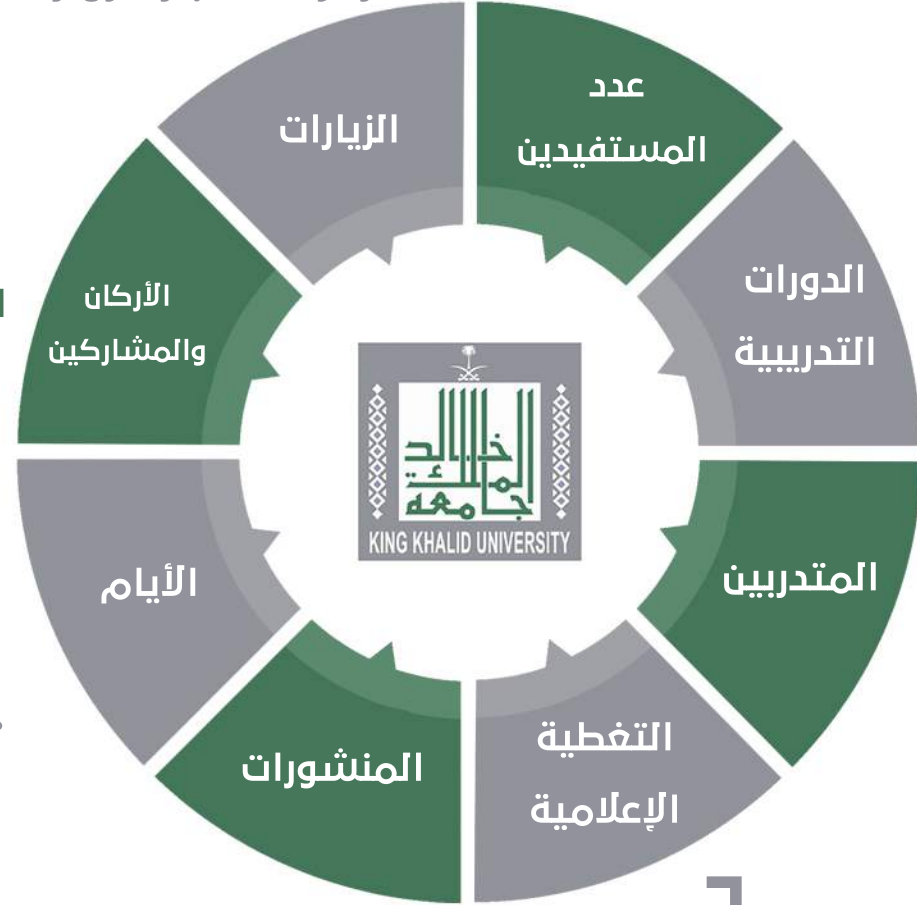 عدد
المستفيدين
الدورات
التدريبية
المتدربين
التغطية
الإعلامية
المنشورات
الأيام
الأركان
والمشاركين
الزيارات
جامعة
الملك
خالد
KING KHALID UNIVERSITY